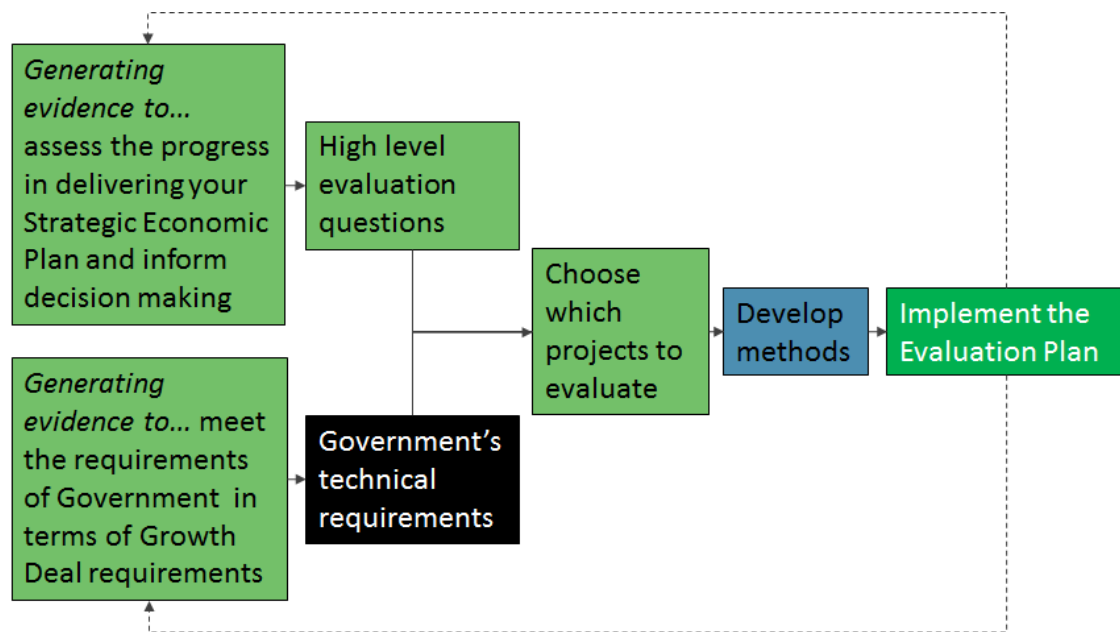 Generating
evidence to...
assess the progress
in delivering your
Strategic Economic
Plan and inform
decision making
High level
evaluation
questions
Generating
evidence to... meet
the requirements
of Government in
terms of Growth
Deal requirements
Government's
technical
requirements
Choose
which
projects to
evaluate
Develop
methods
Implement the
Evaluation Plan